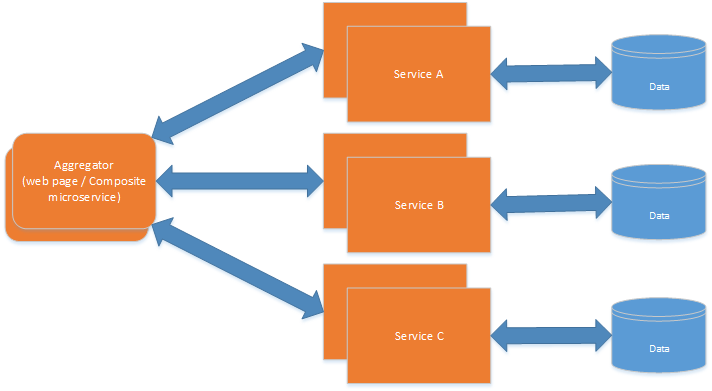 Service A
Data
Aggregator
(web page / Composite
microservice)
Service B
Data
Service C
Data